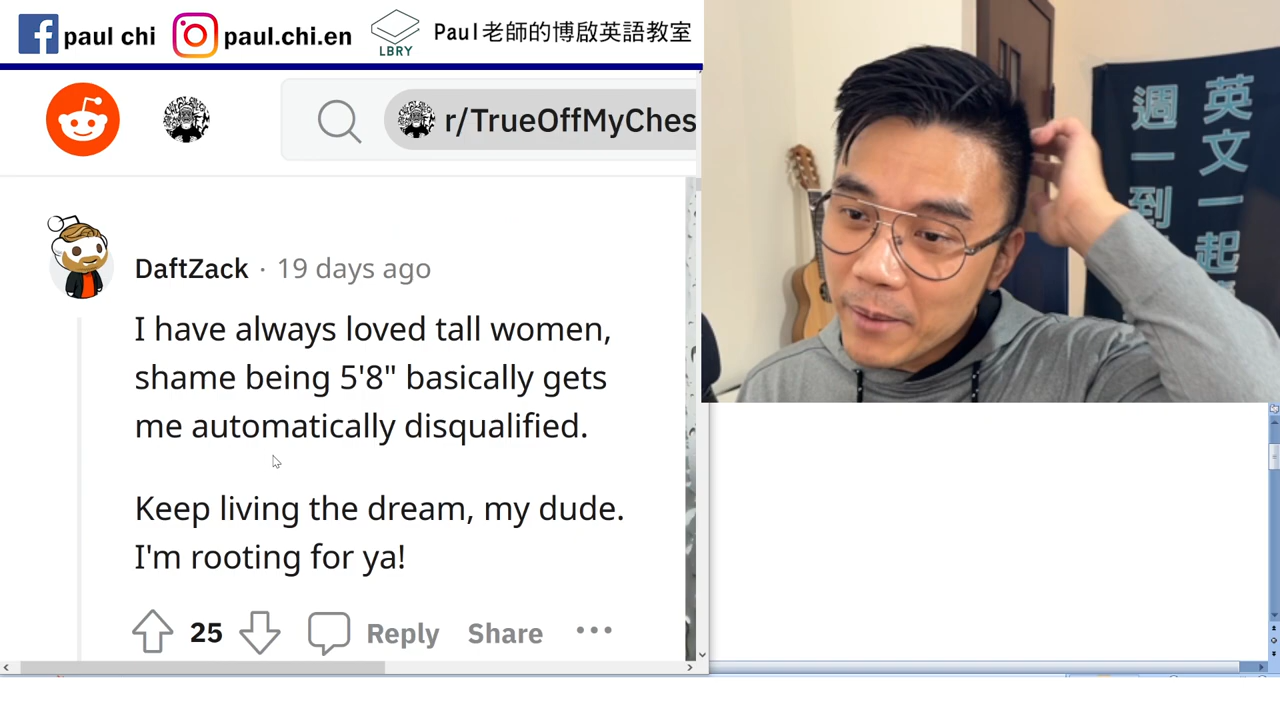 paul chi
paul.chi.en
LBRY
Paul老師的博啟英語教室
r/TrueOffMyChes
DaftZack · 19 days ago
I have always loved tall women,
shame being 5'8" basically gets
me automatically disqualified.
Keep living the dream, my dude.
I'm rooting for ya!
25
Reply
Share
英文一起
週一到